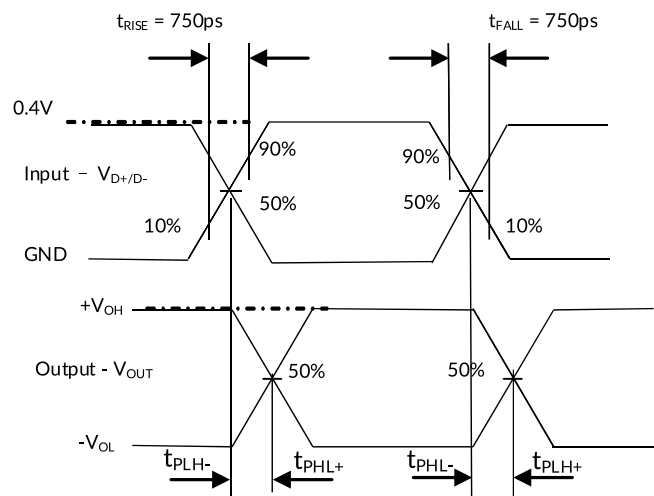 tRISE = 750ps
tFALL = 750ps
0.4V
90%
90%
Input - VD+/D-
50%
50%
10%
10%
GND
+VOH
Output - VOUT
50%
50%
-VOL
tPLH-
tPHL+
tPHL-
tPLH+